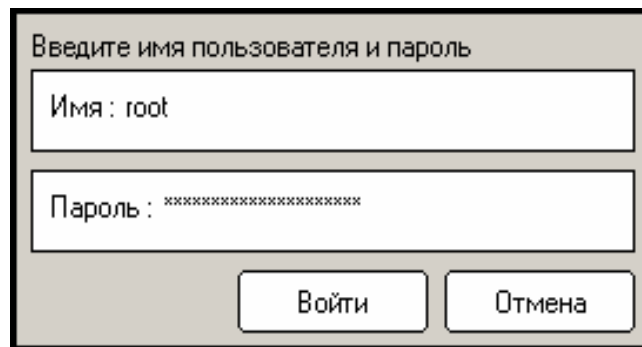 Введите имя пользователя и пароль
Имя : root
Пароль : *********************
Войти
Отмена